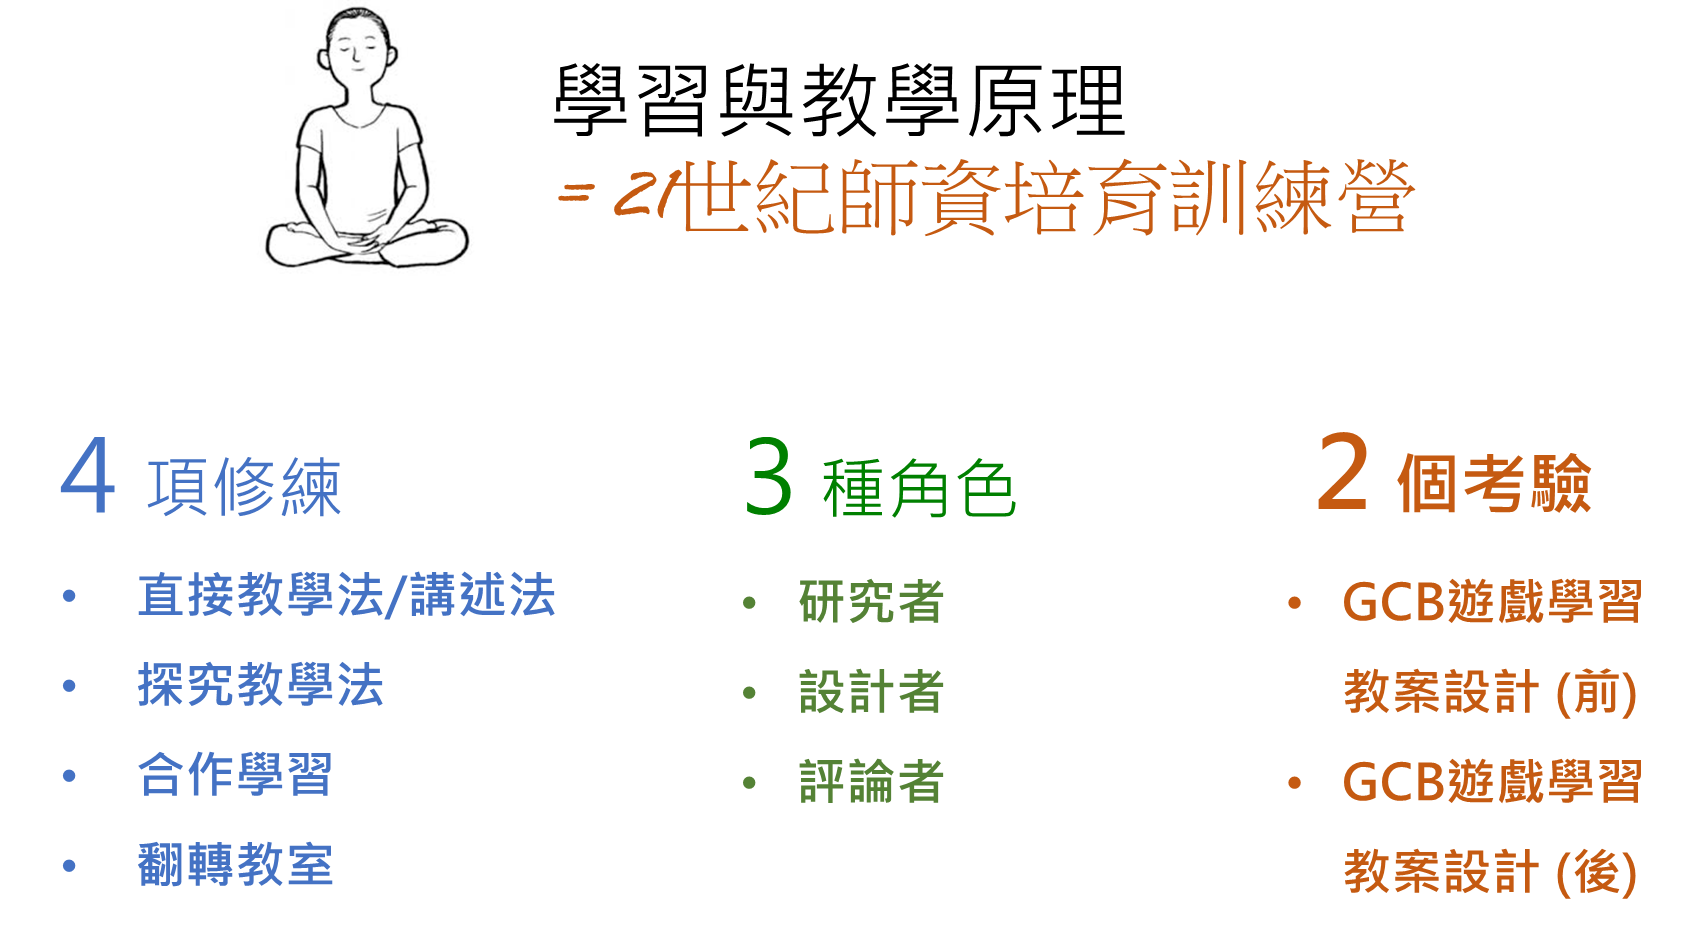 學習與教學原理
= 21世紀師資培育訓練營
4 項修練
• 直接教學法/講述法
• 探究教學法
• 合作學習
• 翻轉教室
3 種角色
• 研究者
• 設計者
• 評論者
2 個考驗
• GCB遊戲學習
教案設計 (前)
• GCB遊戲學習
教案設計 (後)